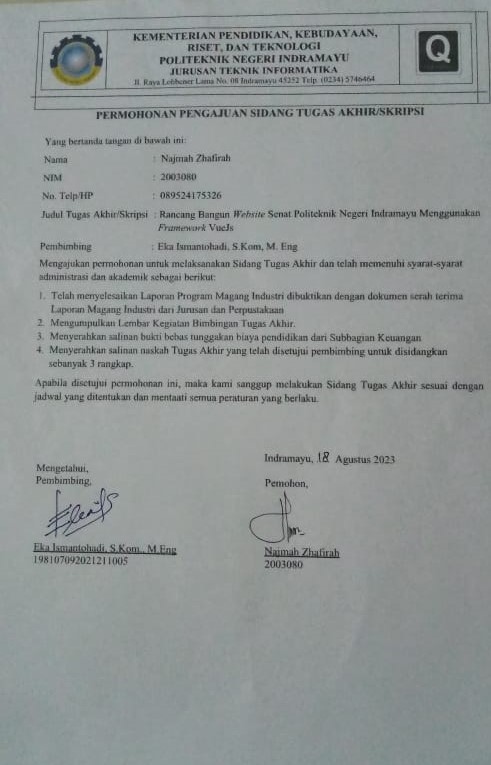 KEMENTERIAN PENDIDIKAN, KEBUDAYAAN,
RISET, DAN TEKNOLOGI
POLITEKNIK NEGERI INDRAMAYU
JURUSAN TEKNIK INFORMATIKA
Jl. Raya Lohbener Lama No. 08 Indramayu 45252 Telp. (0234) 5746464
Q
PERMOHONAN PENGAJUAN SIDANG TUGAS AKHIR/SKRIPSI
Yang bertanda tangan di bawah ini:
Nama : Najmah Zhafirah
NIM : 2003080
No. Telp/HP : 089524175326
Judul Tugas Akhir/Skripsi : Rancang Bangun Website Senat Politeknik Negeri Indramayu Menggunakan
Framework VueJs
Pembimbing : Eka Ismantohadi, S.Kom, M. Eng
Mengajukan permohonan untuk melaksanakan Sidang Tugas Akhir dan telah memenuhi syarat-syarat
administrasi dan akademik sebagai berikut:
1. Telah menyelesaikan Laporan Program Magang Industri dibuktikan dengan dokumen serah terima
Laporan Magang Industri dari Jurusan dan Perpustakaan
2. Mengumpulkan Lembar Kegiatan Bimbingan Tugas Akhir.
3. Menyerahkan salinan bukti bebas tunggakan biaya pendidikan dari Subbagian Keuangan
4. Menyerahkan salinan naskah Tugas Akhir yang telah disetujui pembimbing untuk disidangkan
sebanyak 3 rangkap.
Apabila disetujui permohonan ini, maka kami sanggup melakukan Sidang Tugas Akhir sesuai dengan
jadwal yang ditentukan dan mentaati semua peraturan yang berlaku.
Indramayu, 18 Agustus 2023
Mengetahui,
Pembimbing,
Pemohon,
Eka Ismantohadi, S.Kom., M.Eng
198107092021211005
Najmah Zhafirah
2003080